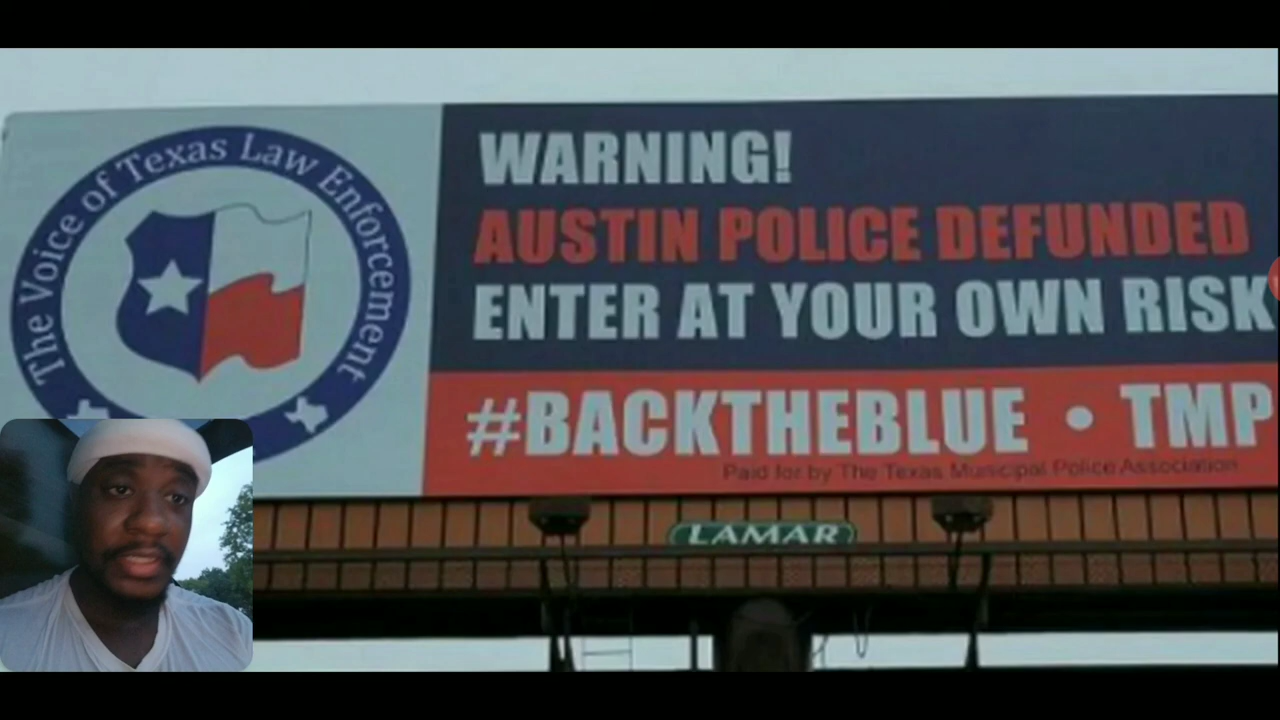 The Voice of Texas Law Enforcement
WARNING!
AUSTIN POLICE DEFUNDED
ENTER AT YOUR OWN RISK
#BACKTHEBLUE • TMP
Paid for by The Texas Municipal Police Association
LAMAR